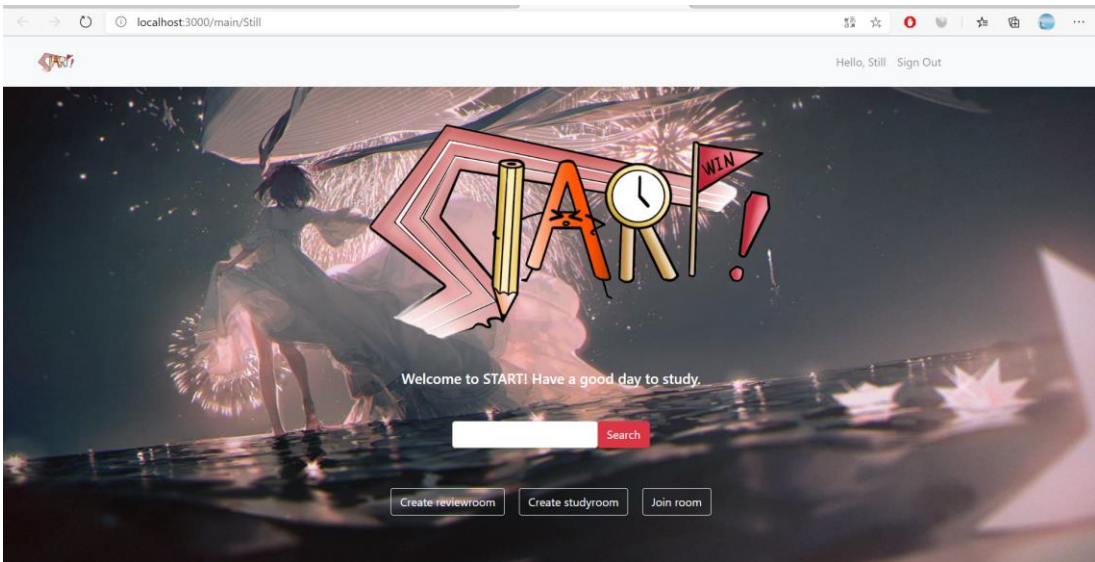 localhost:3000/main/Still
START!
Hello, Still Sign Out
START!
WIN
Welcome to START! Have a good day to study.
Search
Create reviewroom Create studyroom Join room